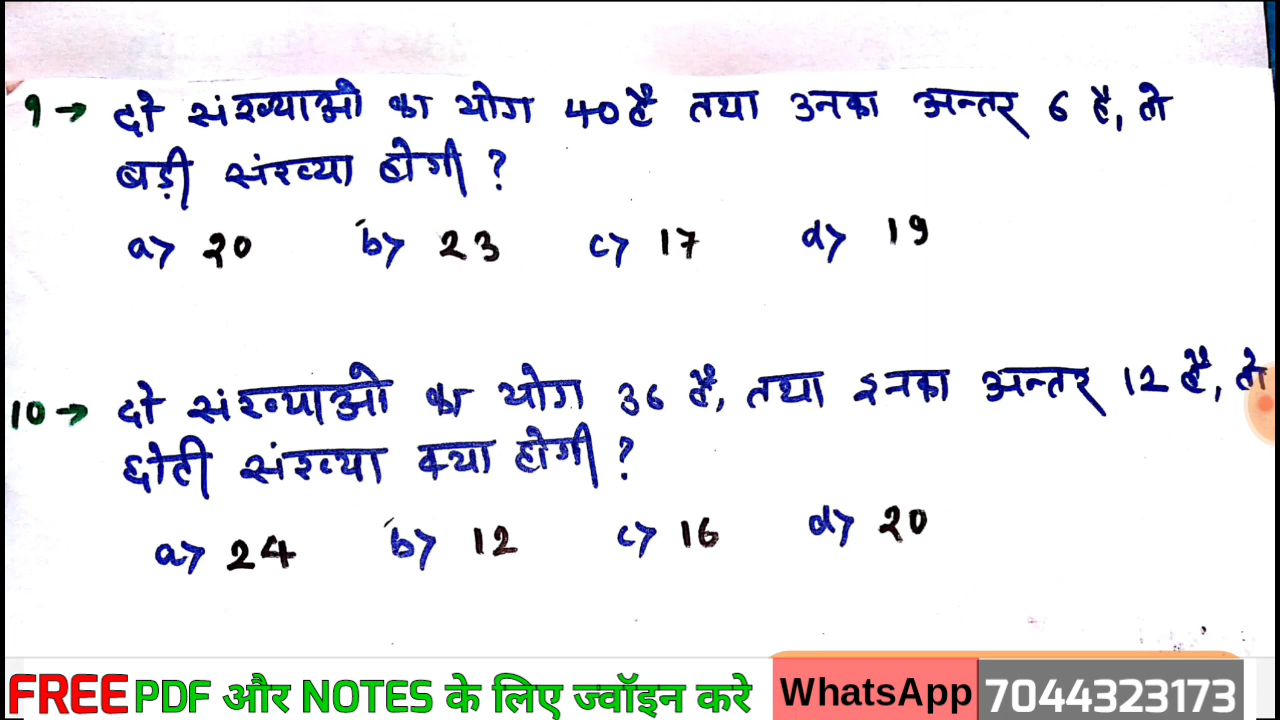 9→ दो संख्याओ का योग 40 है तथा उनका अन्तर 6 है, तो
बड़ी संख्या होगी ?
a> 20 b> 23 c> 17 d> 19
10→ दो संख्याओ का योग 36 है, तथा इनका अन्तर 12 है, तो
छोटी संख्या क्या होगी ?
a> 24 b> 12 c> 16 d> 20
FREE PDF और NOTES के लिए ज्वॉइन करे WhatsApp 7044323173